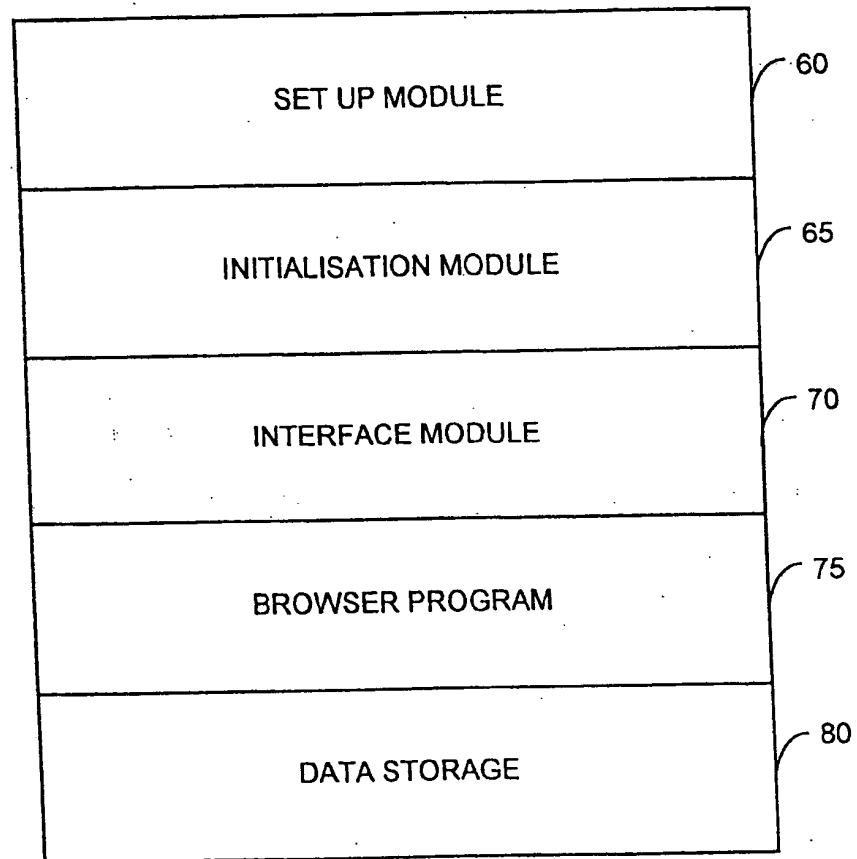 SET UP MODULE 60
INITIALISATION MODULE 65
INTERFACE MODULE 70
BROWSER PROGRAM 75
DATA STORAGE 80